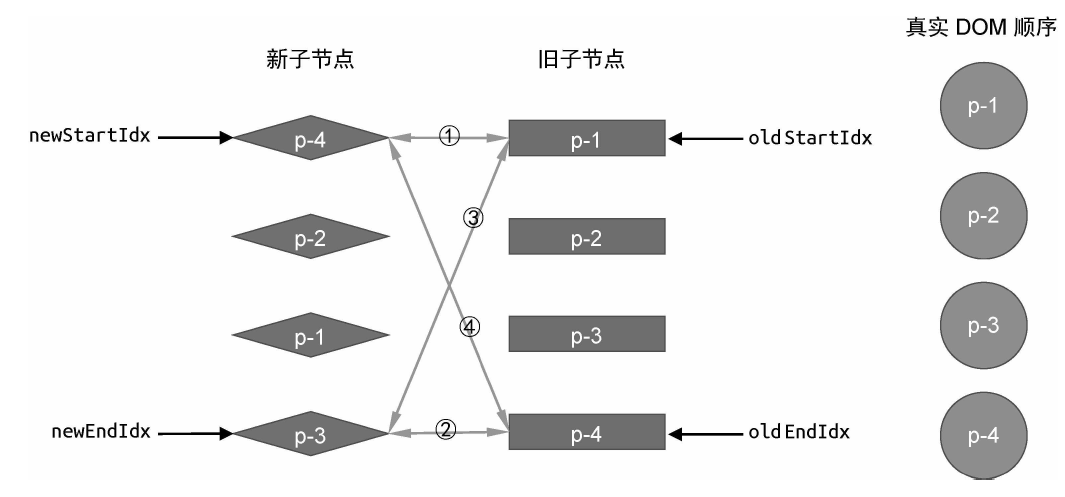 真实 DOM 顺序
新子节点 旧子节点
newStartIdx p-4 ① p-1 oldStartIdx p-1
p-2 ③ p-2 p-2
p-1 ④ p-3 p-3
newEndIdx p-3 ② p-4 oldEndIdx p-4